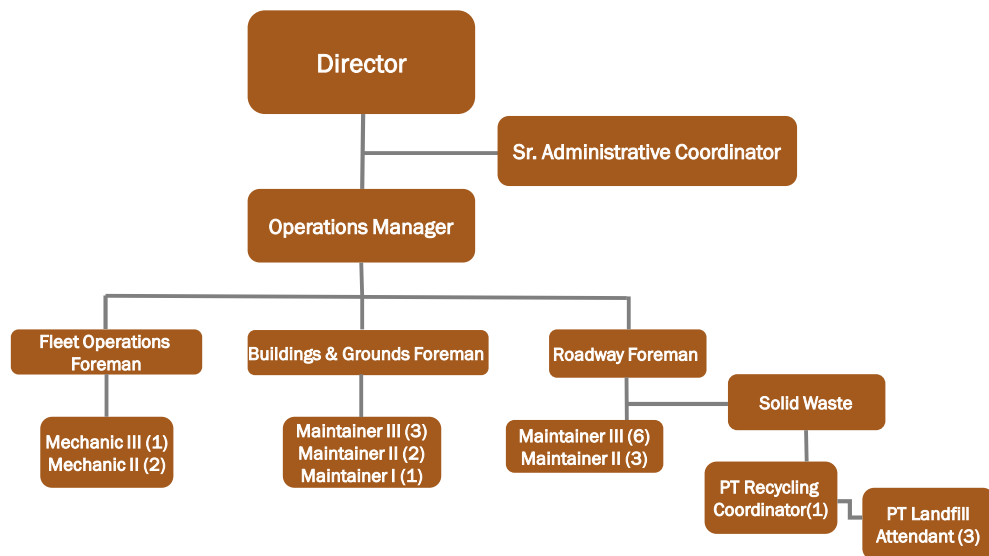 Director
Sr. Administrative Coordinator
Operations Manager
Fleet Operations
Foreman
Buildings & Grounds Foreman
Roadway Foreman
Solid Waste
Mechanic III (1)
Mechanic II (2)
Maintainer III (3)
Maintainer II (2)
Maintainer I (1)
Maintainer III (6)
Maintainer II (3)
PT Recycling
Coordinator(1)
PT Landfill
Attendant (3)